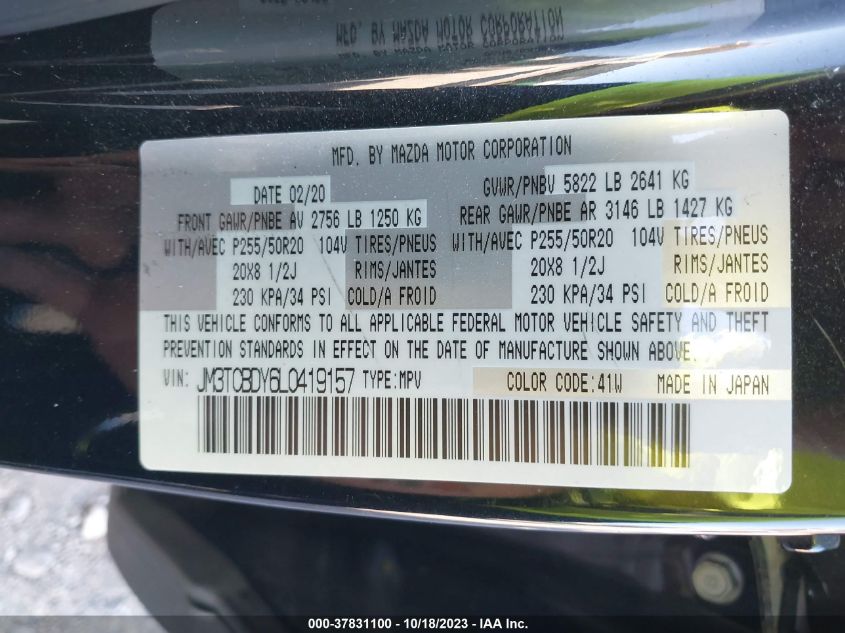 MAZDA MOTOR CORPORATION
MFD. BY MAZDA MOTOR CORPORATION
DATE 02/20 GVWR/PNBV 5822 LB 2641 KG
FRONT GAWR/PNBE AV 2756 LB 1250 KG REAR GAWR/PNBE AR 3146 LB 1427 KG
WITH/AVEC P255/50R20 104V TIRES/PNEUS WITH/AVEC P255/50R20 104V TIRES/PNEUS
20X8 1/2J RIMS/JANTES 20X8 1/2J RIMS/JANTES
230 KPA/34 PSI COLD/A FROID 230 KPA/34 PSI COLD/A FROID
THIS VEHICLE CONFORMS TO ALL APPLICABLE FEDERAL MOTOR VEHICLE SAFETY AND THEFT
PREVENTION STANDARDS IN EFFECT ON THE DATE OF MANUFACTURE SHOWN ABOVE.
VIN: JM3TCBDY6L0419157 TYPE:MPV COLOR CODE:41W MADE IN JAPAN
000-37831100 - 10/18/2023 - IAA Inc.